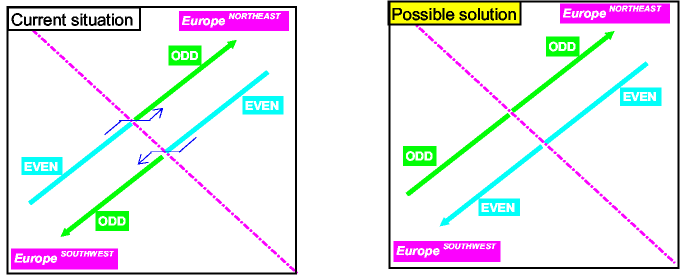 Current situation
Europe NORTHEAST
ODD
EVEN
EVEN
ODD
Europe SOUTHWEST
Possible solution
Europe NORTHEAST
ODD
EVEN
ODD
EVEN
Europe SOUTHWEST